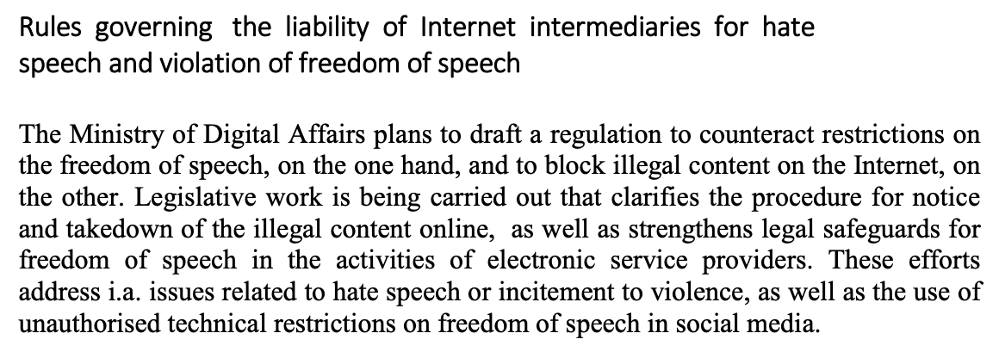 Rules governing the liability of Internet intermediaries for hate
speech and violation of freedom of speech
The Ministry of Digital Affairs plans to draft a regulation to counteract restrictions on
the freedom of speech, on the one hand, and to block illegal content on the Internet, on
the other. Legislative work is being carried out that clarifies the procedure for notice
and takedown of the illegal content online, as well as strengthens legal safeguards for
freedom of speech in the activities of electronic service providers. These efforts
address i.a. issues related to hate speech or incitement to violence, as well as the use of
unauthorised technical restrictions on freedom of speech in social media.